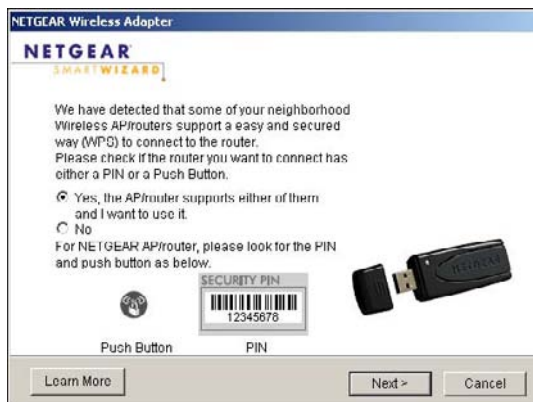 NETGEAR Wireless Adapter
NETGEAR
SMARTWIZARD
We have detected that some of your neighborhood
Wireless AP/routers support a easy and secured
way (WPS) to connect to the router.
Please check if the router you want to connect has
either a PIN or a Push Button.
Yes, the AP/router supports either of them
and I want to use it.
No
For NETGEAR AP/router, please look for the PIN
and push button as below.
SECURITY PIN
12345678
Push Button
PIN
NETGEAR
Learn More
Next >
Cancel